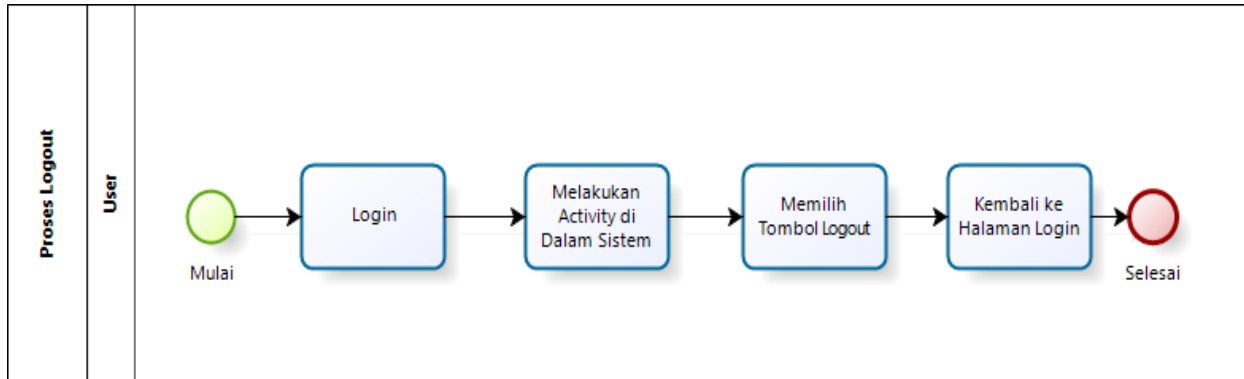 Proses Logout
User
Mulai
Login
Melakukan
Activity di
Dalam Sistem
Memilih
Tombol Logout
Kembali ke
Halaman Login
Selesai